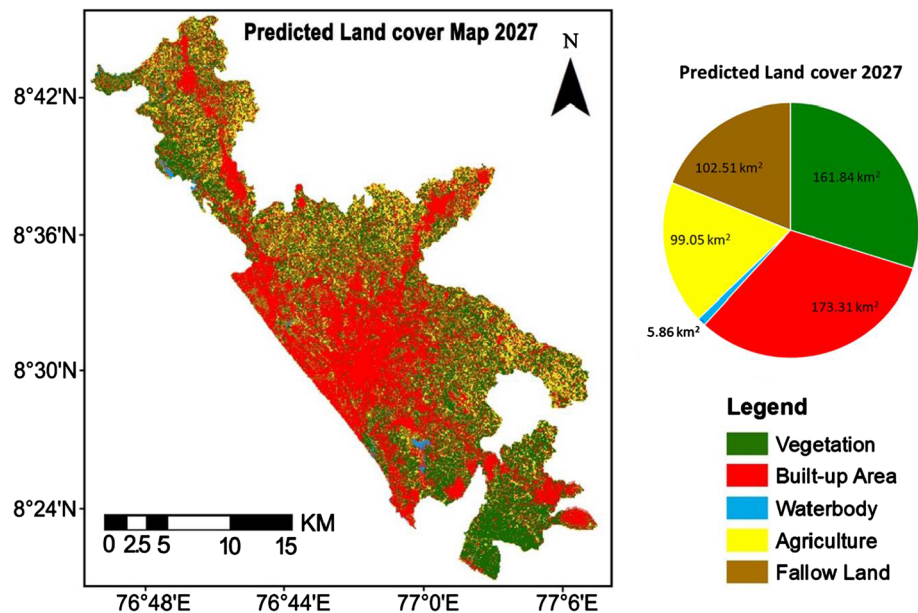 Predicted Land cover Map 2027
N
8°42'N
8°36'N
8°30'N
8°24'N
0 2.5 5 10 15 KM
76°48'E 76°44'E 77°0'E 77°6'E
Predicted Land cover 2027
102.51 km²
161.84 km²
99.05 km²
173.31 km²
5.86 km²
Legend
Vegetation
Built-up Area
Waterbody
Agriculture
Fallow Land